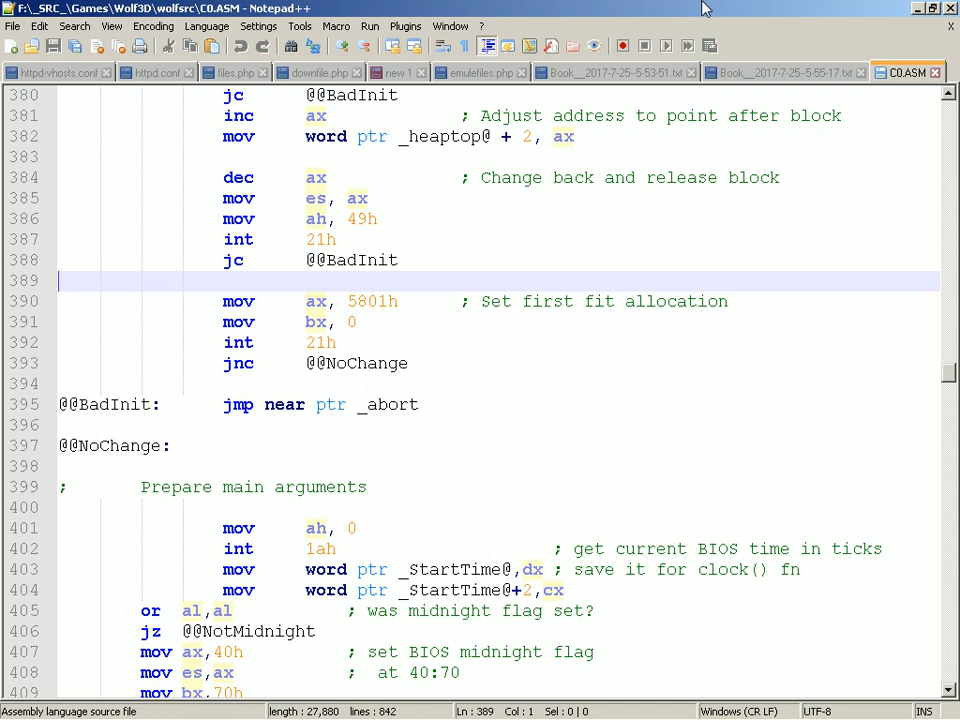 F:\_SRC_\Games\Wolf3D\wolfsrc\C0.ASM - Notepad++
File Edit Search View Encoding Language Settings Tools Macro Run Plugins Window ? X
httpd-vhosts.conf httpd.conf files.php downfile.php new 1 emulefiles.php Book__2017-7-25--5-53-51.txt Book__2017-7-25--5-55-17.txt C0.ASM
380 jc @@BadInit
381 inc ax ; Adjust address to point after block
382 mov word ptr _heaptop@ + 2, ax
383
384 dec ax ; Change back and release block
385 mov es, ax
386 mov ah, 49h
387 int 21h
388 jc @@BadInit
389
390 mov ax, 5801h ; Set first fit allocation
391 mov bx, 0
392 int 21h
393 jnc @@NoChange
394
395 @@BadInit: jmp near ptr _abort
396
397 @@NoChange:
398
399 ; Prepare main arguments
400
401 mov ah, 0
402 int 1ah ; get current BIOS time in ticks
403 mov word ptr _StartTime@,dx ; save it for clock() fn
404 mov word ptr _StartTime@+2,cx
405 or al,al ; was midnight flag set?
406 jz @@NotMidnight
407 mov ax,40h ; set BIOS midnight flag
408 mov es,ax ; at 40:70
409 mov bx,70h
Assembly language source file length : 27,880 lines : 842 Ln : 389 Col : 1 Sel : 0 | 0 Windows (CR LF) UTF-8 INS